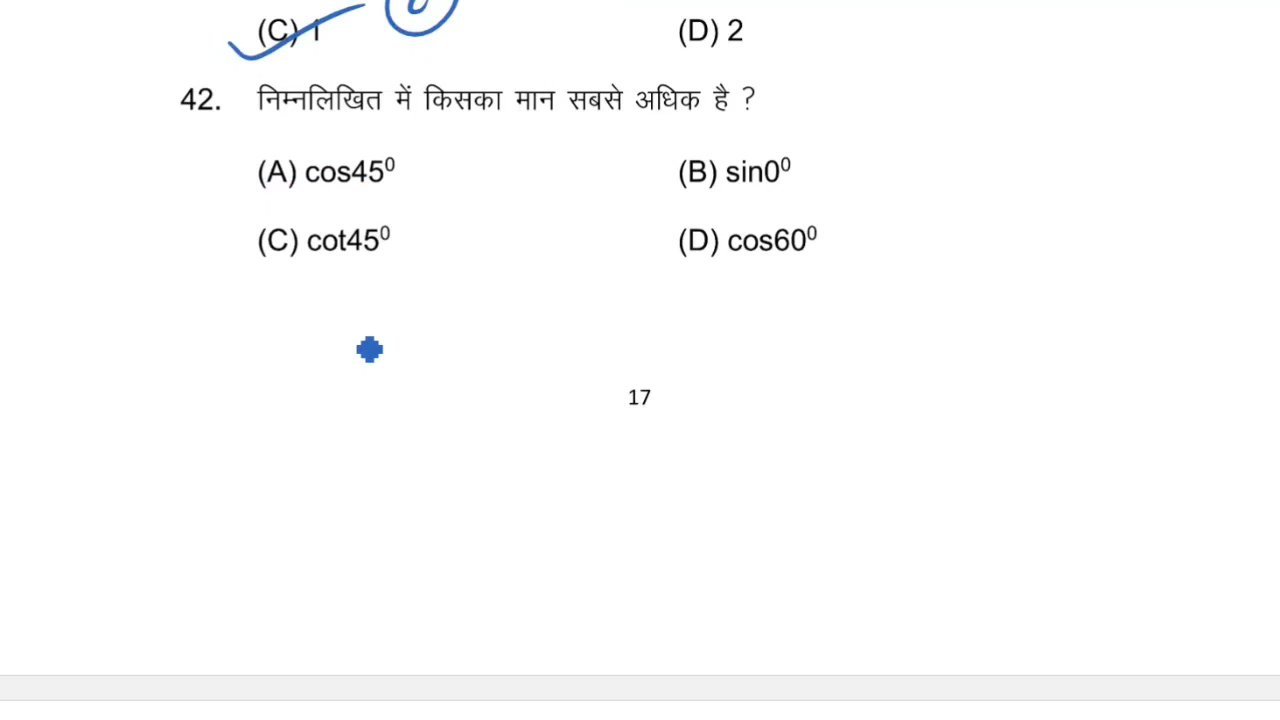 (C) 1 (D) 2
42. निम्नलिखित में किसका मान सबसे अधिक है ?
(A) cos45⁰ (B) sin0⁰
(C) cot45⁰ (D) cos60⁰
17